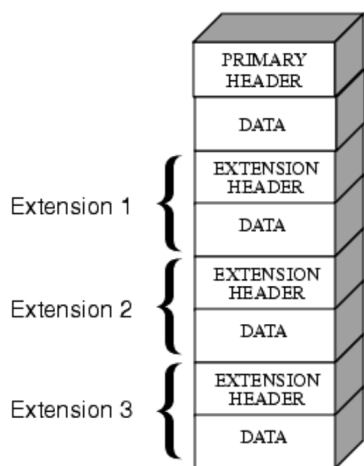 PRIMARY
HEADER
DATA
Extension 1
EXTENSION
HEADER
DATA
Extension 2
EXTENSION
HEADER
DATA
Extension 3
EXTENSION
HEADER
DATA